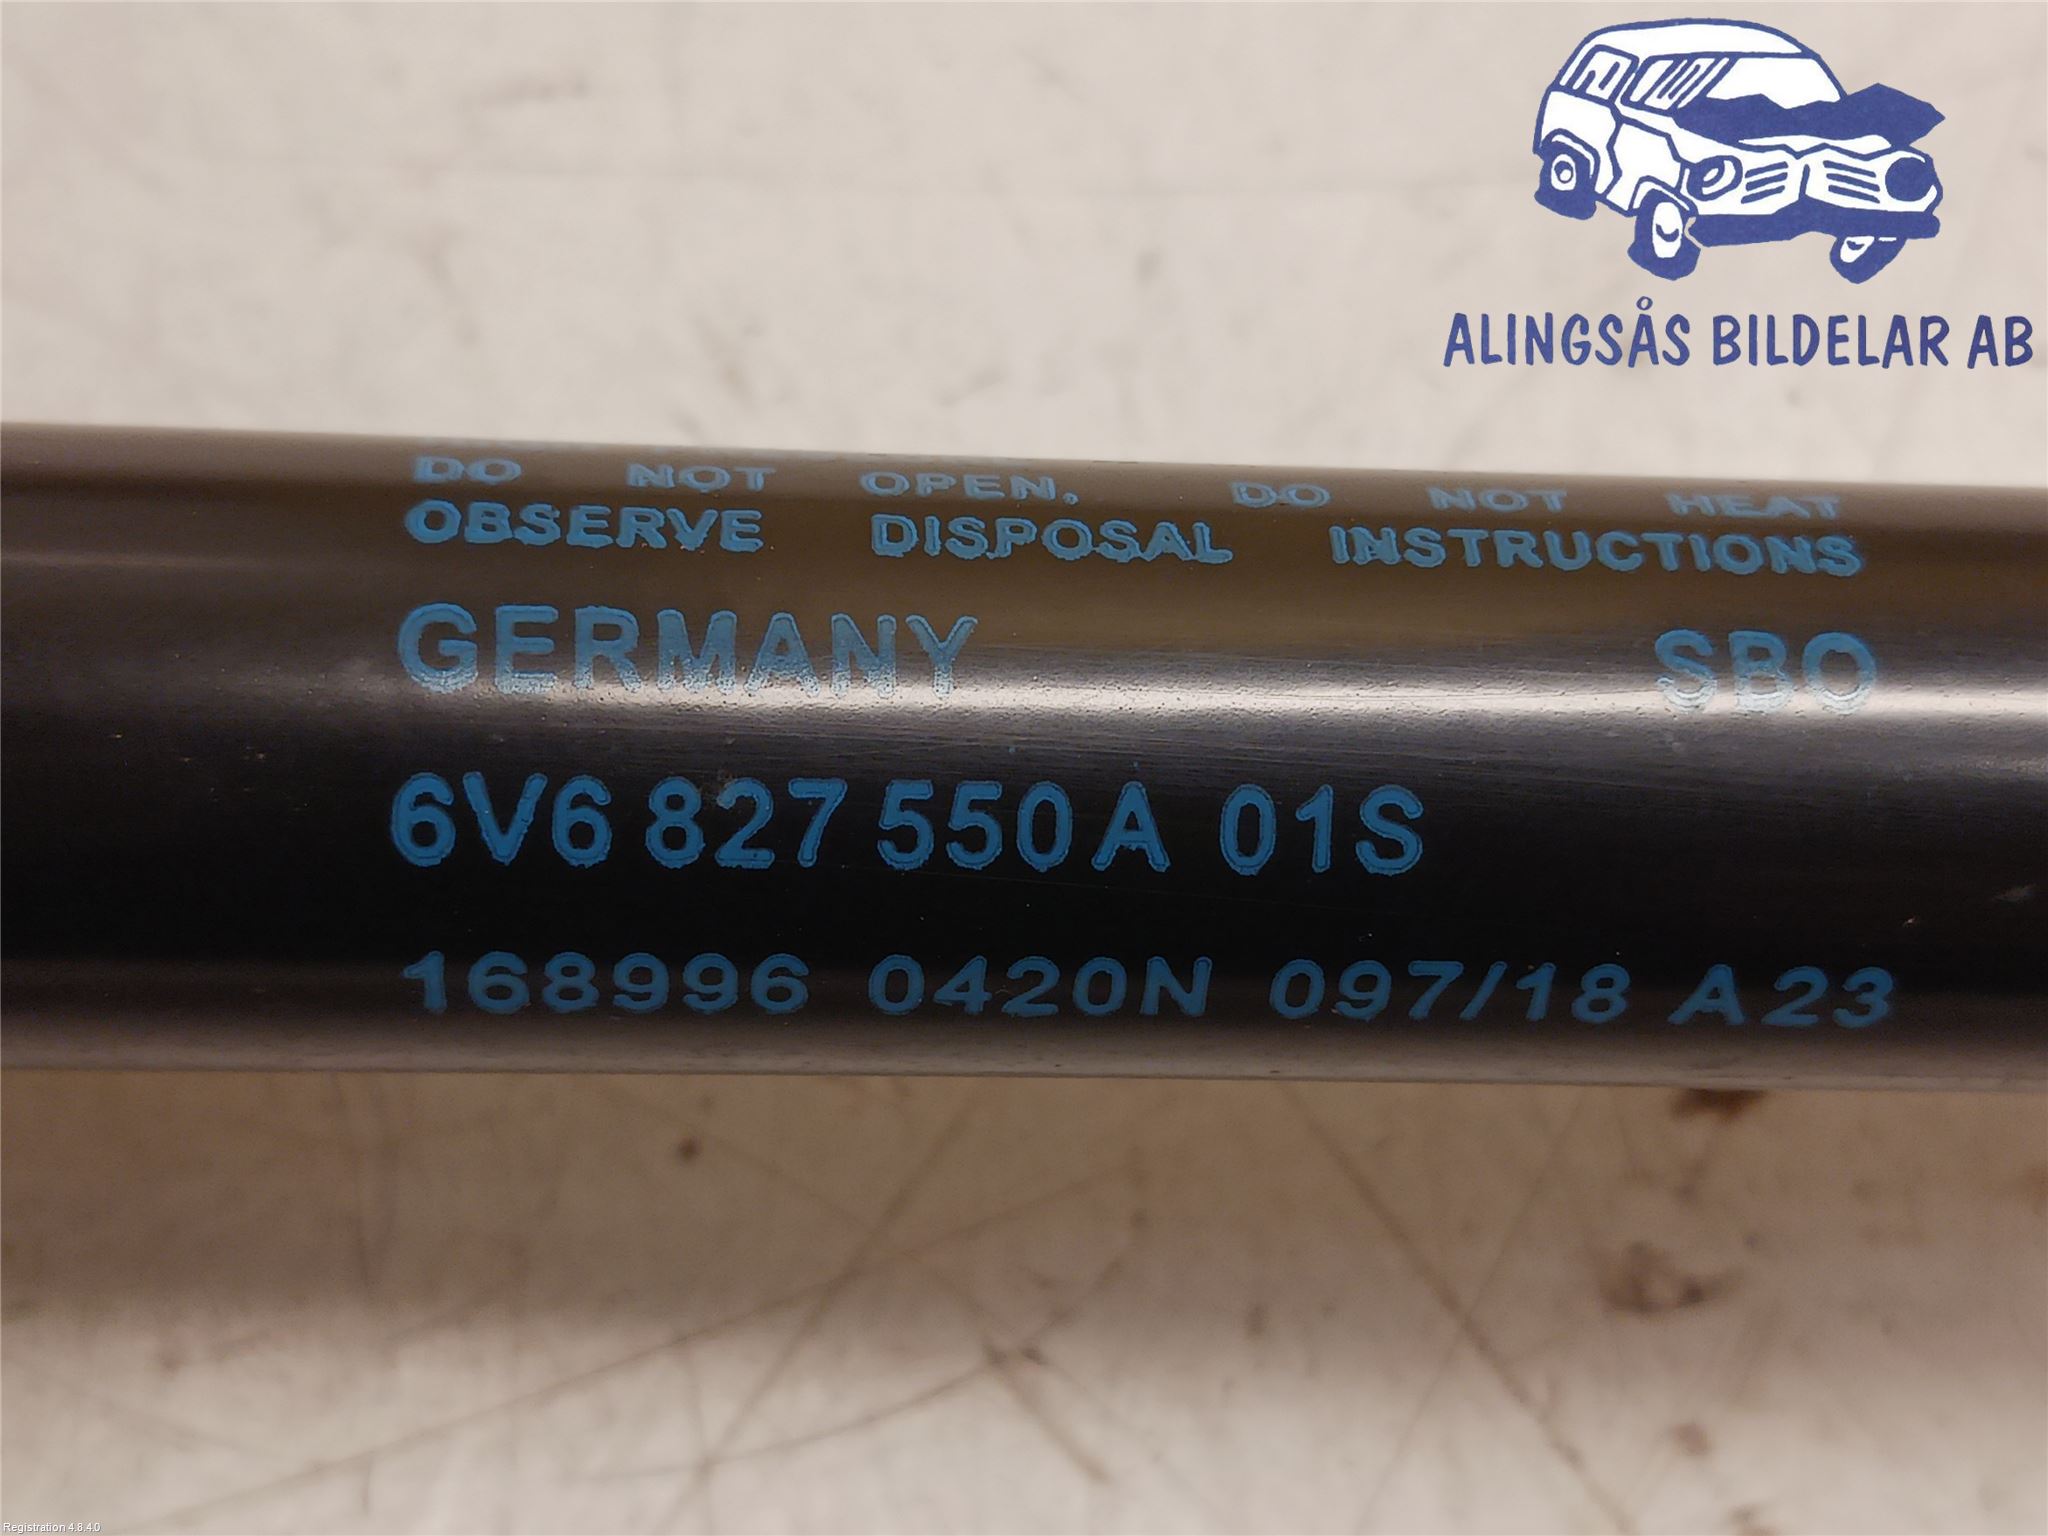 ALINGSÅS BILDELAR AB
DO NOT OPEN, DO NOT HEAT
OBSERVE DISPOSAL INSTRUCTIONS
GERMANY SBO
6V6 827 550 A 01S
168996 0420N 097/18 A23
Registration 4.8.4.0